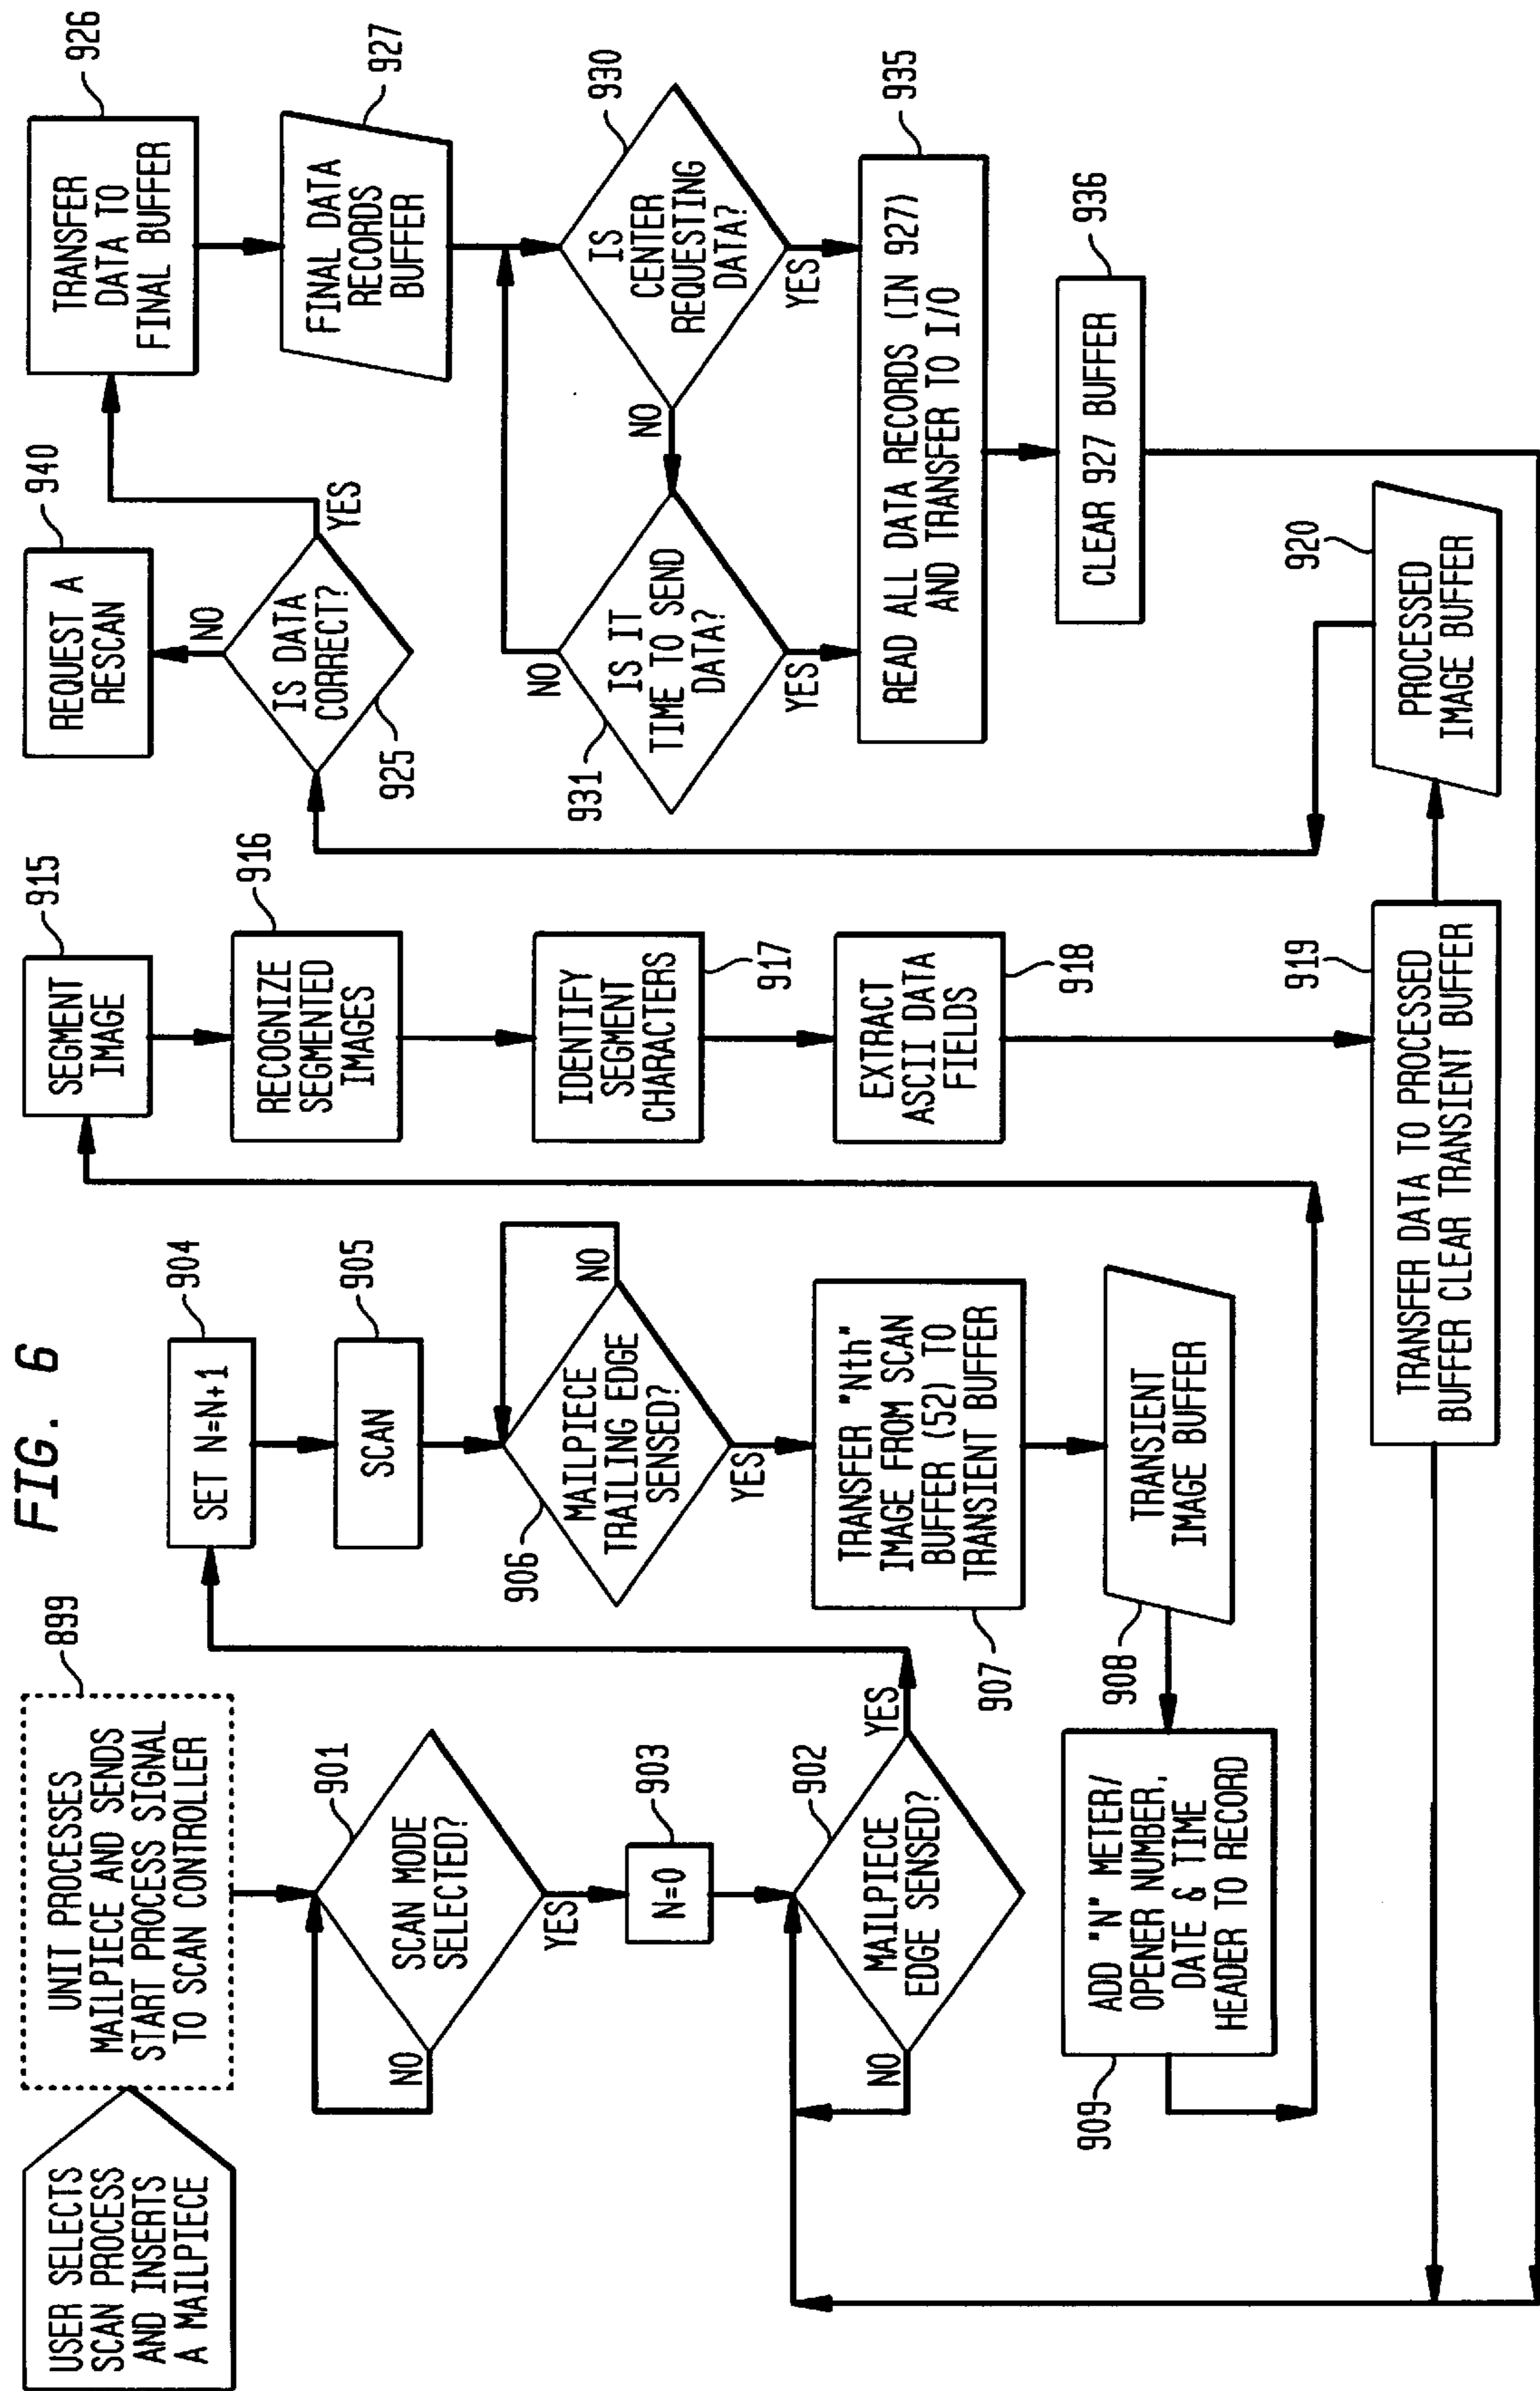 FIG. 6
USER SELECTS
SCAN PROCESS
AND INSERTS
A MAILPIECE
899
UNIT PROCESSES
MAILPIECE AND SENDS
START PROCESS SIGNAL
TO SCAN CONTROLLER
901
SCAN MODE
SELECTED?
NO
YES
903
N=0
902
MAILPIECE
EDGE SENSED?
NO
YES
904
SET N=N+1
905
SCAN
906
MAILPIECE
TRAILING EDGE
SENSED?
NO
YES
907
TRANSFER "Nth"
IMAGE FROM SCAN
BUFFER (52) TO
TRANSIENT BUFFER
908
TRANSIENT
IMAGE BUFFER
909
ADD "N" METER/
OPENER NUMBER,
DATE & TIME
HEADER TO RECORD
915
SEGMENT
IMAGE
916
RECOGNIZE
SEGMENTED
IMAGES
917
IDENTIFY
SEGMENT
CHARACTERS
918
EXTRACT
ASCII DATA
FIELDS
919
TRANSFER DATA TO PROCESSED
BUFFER CLEAR TRANSIENT BUFFER
920
PROCESSED
IMAGE BUFFER
925
IS DATA
CORRECT?
NO
YES
940
REQUEST A
RESCAN
926
TRANSFER
DATA TO
FINAL BUFFER
927
FINAL DATA
RECORDS
BUFFER
930
IS
CENTER
REQUESTING
DATA?
NO
YES
931
IS IT
TIME TO SEND
DATA?
NO
YES
935
READ ALL DATA RECORDS (IN 927)
AND TRANSFER TO I/O
936
CLEAR 927 BUFFER